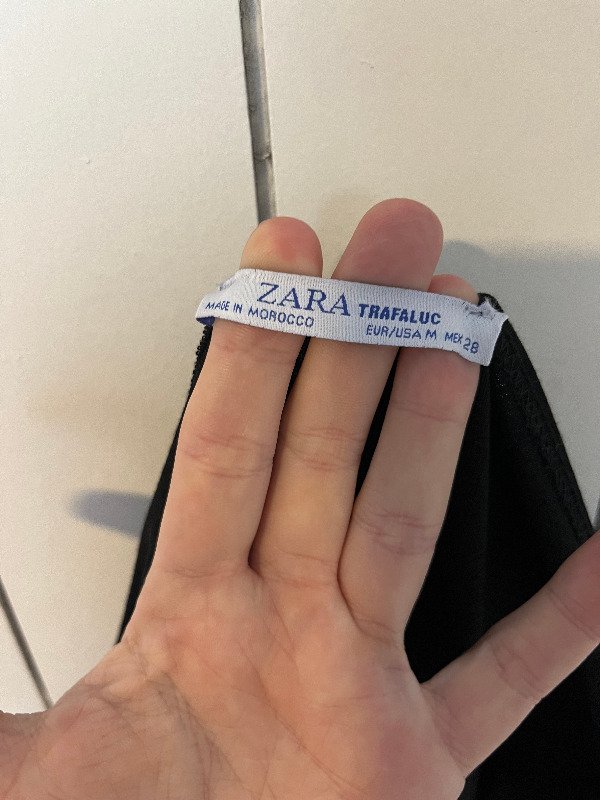 ZARA TRAFALUC
MADE IN MOROCCO EUR/USA M MEX 28